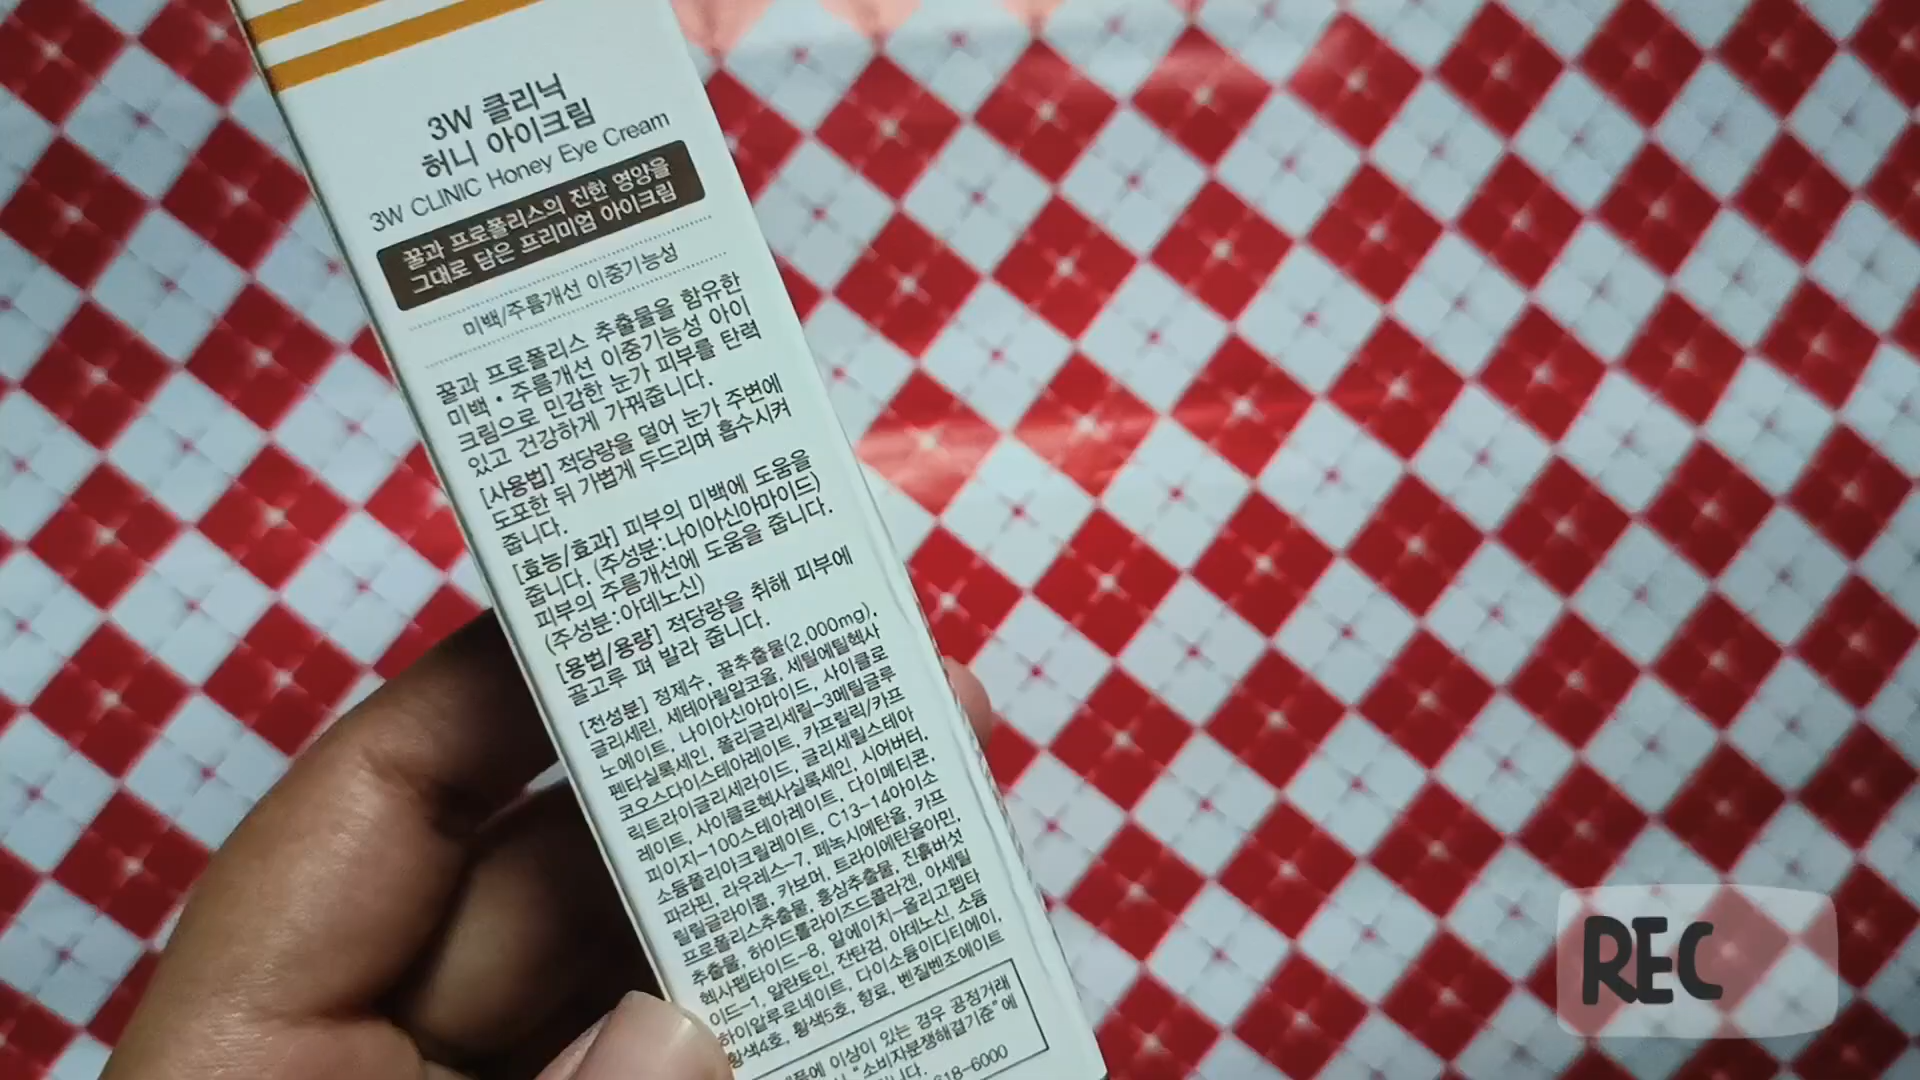 3W 클리닉
허니 아이크림
3W CLINIC Honey Eye Cream
꿀과 프로폴리스의 진한 영양을
그대로 담은 프리미엄 아이크림
미백/주름개선 이중기능성
꿀과 프로폴리스 추출물을 함유한
미백·주름개선 이중기능성 아이
크림으로 민감한 눈가 피부를 탄력
있고 건강하게 가꿔줍니다.
[사용법] 적당량을 덜어 눈가 주변에
도포한 뒤 가볍게 두드리며 흡수시켜
줍니다.
[효능/효과] 피부의 미백에 도움을
줍니다. (주성분:나이아신아마이드)
피부의 주름개선에 도움을 줍니다.
(주성분:아데노신)
[용법/용량] 적당량을 취해 피부에
골고루 펴 발라 줍니다.
[전성분] 정제수, 꿀추출물(2,000mg),
글리세린, 세테아릴알코올, 세틸에틸헥사
노에이트, 나이아신아마이드, 사이클로
펜타실록세인, 폴리글리세릴-3메틸글루
코오스다이스테아레이트, 카프릴릭/카프
릭트라이글리세라이드, 글리세릴스테아
레이트, 사이클로헥사실록세인, 시어버터,
피이지-100스테아레이트, 다이메티콘,
소듐폴리아크릴레이트, C13-14아이소
파라핀, 라우레스-7, 페녹시에탄올, 카프
릴릴글라이콜, 카보머, 트라이에탄올아민,
프로폴리스추출물, 홍삼추출물, 진흙버섯
추출물, 하이드롤라이즈드콜라겐, 아세틸
헥사펩타이드-8, 알에이치-올리고펩타
이드-1, 알란토인, 잔탄검, 아데노신, 소듐
하이알루로네이트, 다이소듐이디티에이,
황색4호, 황색5호, 향료, 벤질벤조에이트
이상이 있는 경우 공정거래
"소비자분쟁해결기준"에
618-6000
REC